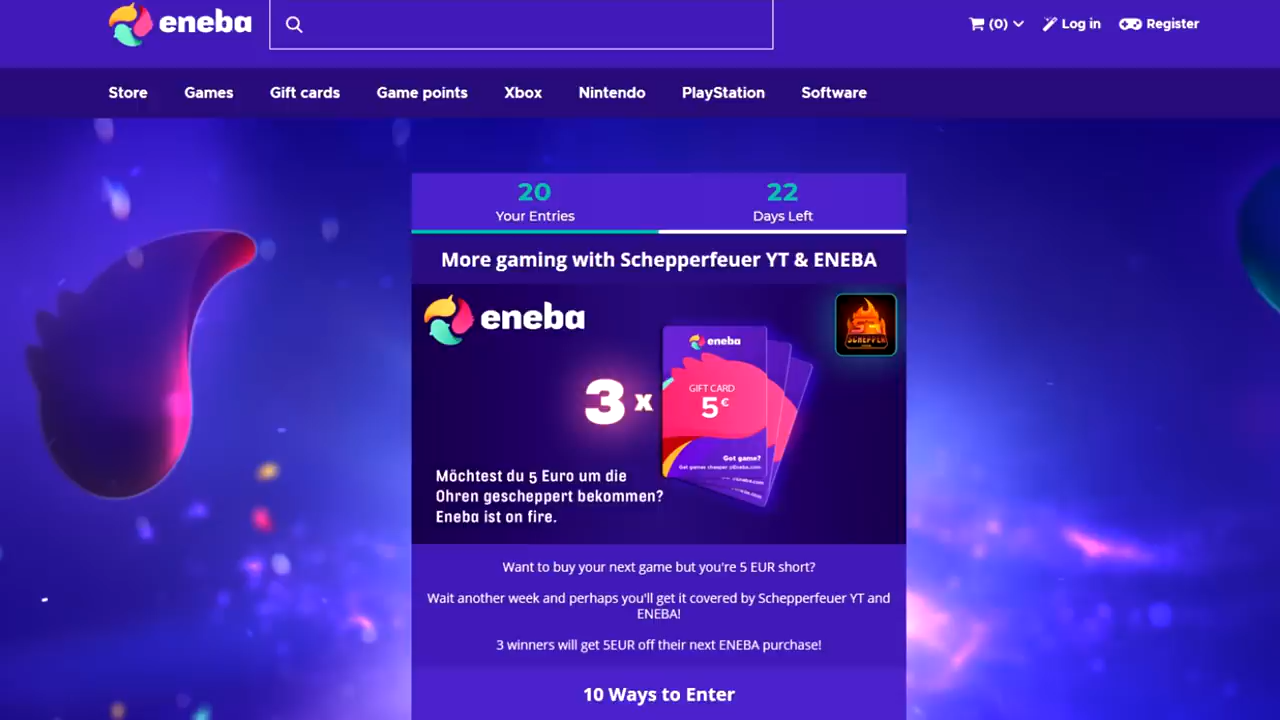 eneba
(0)
Log in
Register
Store
Games
Gift cards
Game points
Xbox
Nintendo
PlayStation
Software
20
Your Entries
22
Days Left
More gaming with Schepperfeuer YT & ENEBA
eneba
SCHEPPER
3 x
eneba
GIFT CARD
5€
Got game?
Möchtest du 5 Euro um die
Ohren gescheppert bekommen?
Eneba ist on fire.
Want to buy your next game but you're 5 EUR short?
Wait another week and perhaps you'll get it covered by Schepperfeuer YT and
ENEBA!
3 winners will get 5EUR off their next ENEBA purchase!
10 Ways to Enter